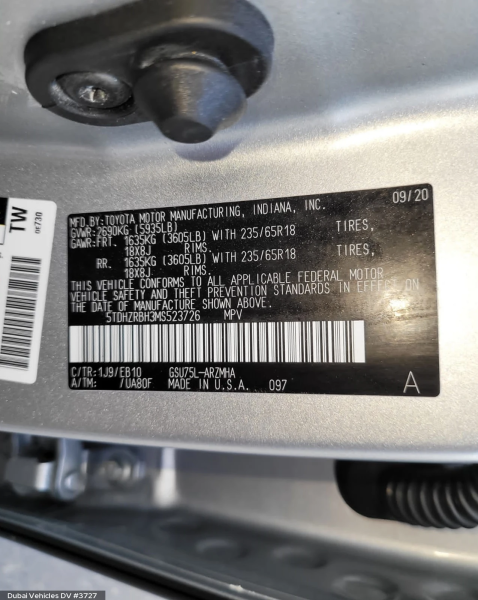 TW
0E730
MFD.BY:TOYOTA MOTOR MANUFACTURING, INDIANA, INC. 09/20
GVWR:2690KG (5935LB)
GAWR:FRT. 1635KG (3605LB) WITH 235/65R18 TIRES,
18X8J RIMS.
RR. 1635KG (3605LB) WITH 235/65R18 TIRES,
18X8J RIMS.
THIS VEHICLE CONFORMS TO ALL APPLICABLE FEDERAL MOTOR
VEHICLE SAFETY AND THEFT PREVENTION STANDARDS IN EFFECT ON
THE DATE OF MANUFACTURE SHOWN ABOVE.
5TDHZRBH3MS523726 MPV
C/TR:1J9/EB10 GSU75L-ARZMHA
A/TM: /UA80F MADE IN U.S.A. 097 A
Dubai Vehicles DV #3727